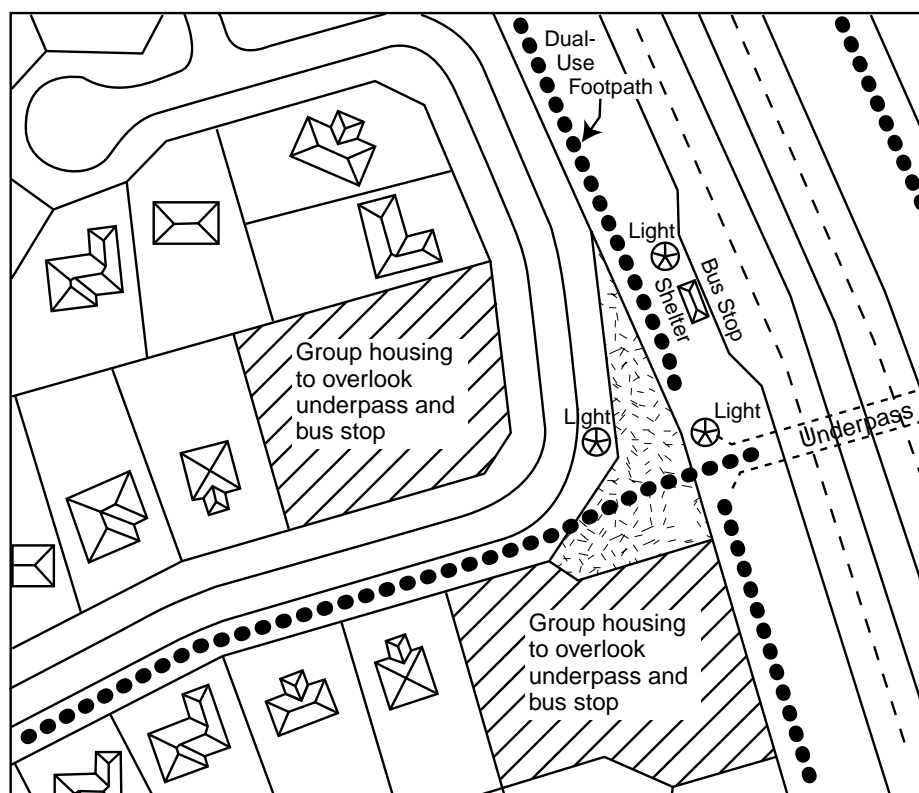 Dual-
Use
Footpath
Light
Shelter
Bus Stop
Group housing
to overlook
underpass and
bus stop
Light
Light
Underpass
Group housing
to overlook
underpass and
bus stop